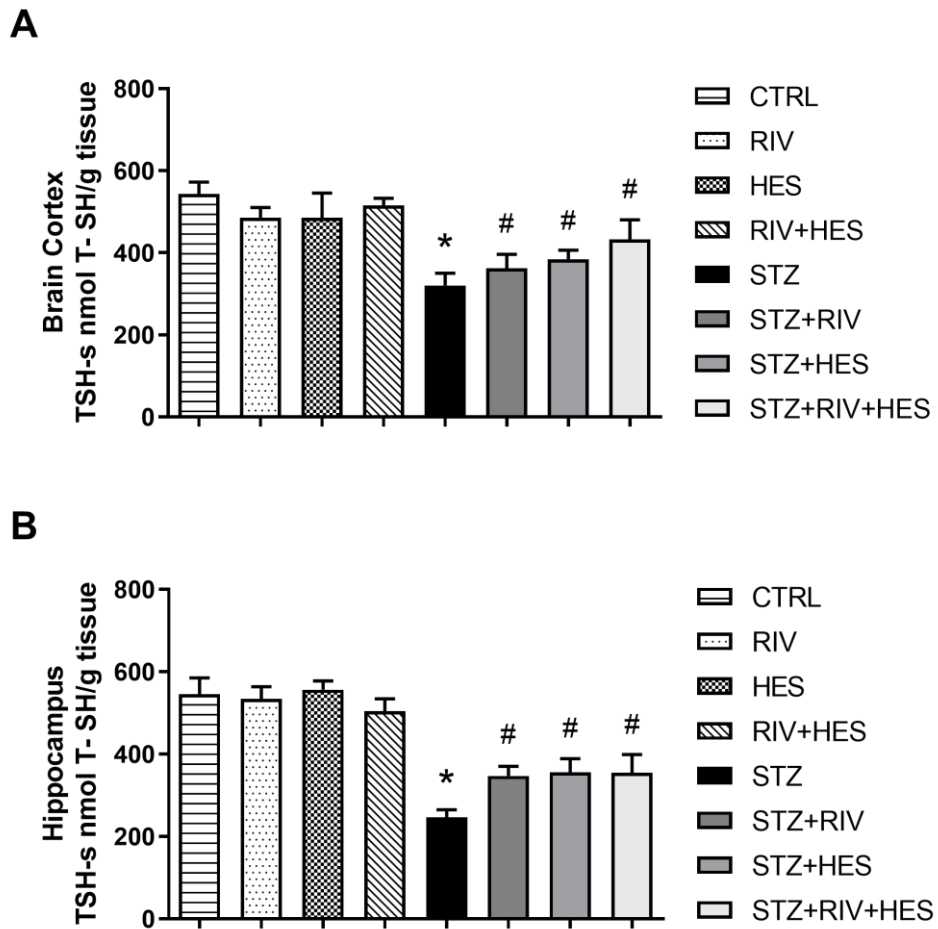 A
Brain Cortex
TSH-s nmol T- SH/g tissue
800
600
400
200
0
*
#
#
#
CTRL
RIV
HES
RIV+HES
STZ
STZ+RIV
STZ+HES
STZ+RIV+HES
B
Hippocampus
TSH-s nmol T- SH/g tissue
800
600
400
200
0
*
#
#
#
CTRL
RIV
HES
RIV+HES
STZ
STZ+RIV
STZ+HES
STZ+RIV+HES